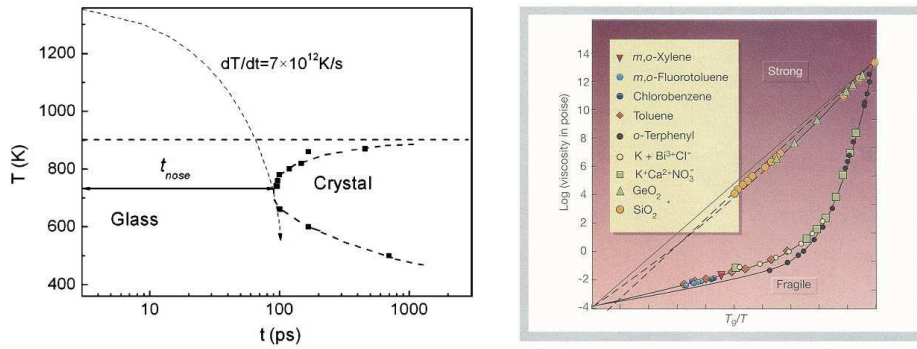 T (K)
1200
1000
800
600
400
dT/dt=7×10¹²K/s
t_nose
Crystal
Glass
10
100
1000
t (ps)
Log (viscosity in poise)
14
12
10
8
6
4
2
0
-2
-4
m,o-Xylene
m,o-Fluorotoluene
Chlorobenzene
Toluene
o-Terphenyl
K + Bi³⁺Cl⁻
K⁺Ca²⁺NO₃⁻
GeO₂
SiO₂
Strong
Fragile
T_g/T